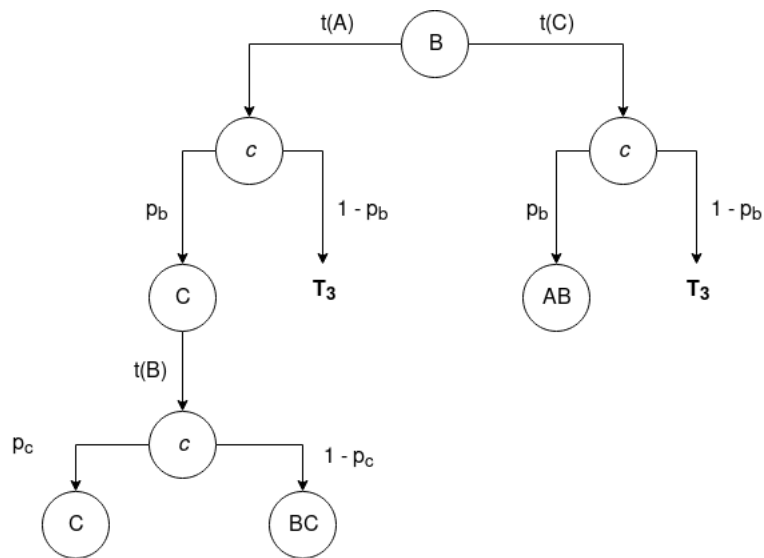 t(A) B t(C)
c c
p_b 1 - p_b p_b 1 - p_b
C T_3 AB T_3
t(B)
c
p_c 1 - p_c
C BC